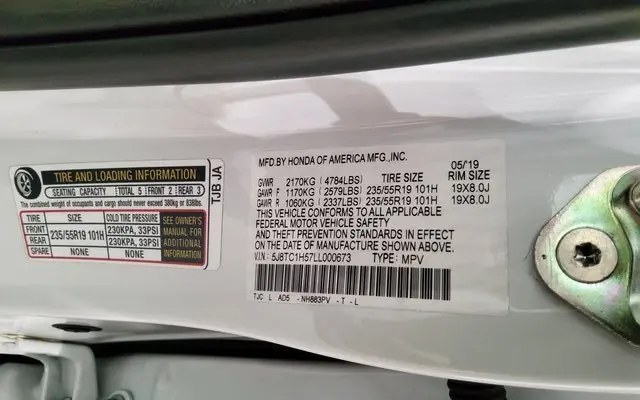 TIRE AND LOADING INFORMATION
SEATING CAPACITY TOTAL 5 FRONT 2 REAR 3
The combined weight of occupants and cargo should never exceed 380kg or 838lbs.
TIRE SIZE COLD TIRE PRESSURE
FRONT 235/55R19 101H 230KPA, 33PSI
REAR 230KPA, 33PSI
SPARE NONE NONE
SEE OWNER'S
MANUAL FOR
ADDITIONAL
INFORMATION
TJB JA
MFD.BY HONDA OF AMERICA MFG.,INC. 05/19
GVWR 2170KG (4784LBS) TIRE SIZE RIM SIZE
GAWR F 1170KG (2579LBS) 235/55R19 101H 19X8.0J
GAWR R 1060KG (2337LBS) 235/55R19 101H 19X8.0J
THIS VEHICLE CONFORMS TO ALL APPLICABLE
FEDERAL MOTOR VEHICLE SAFETY
AND THEFT PREVENTION STANDARDS IN EFFECT
ON THE DATE OF MANUFACTURE SHOWN ABOVE.
V.I.N: 5J8TC1H57LL000673 TYPE: MPV
TJC L AD5 -NH883PV -T-L